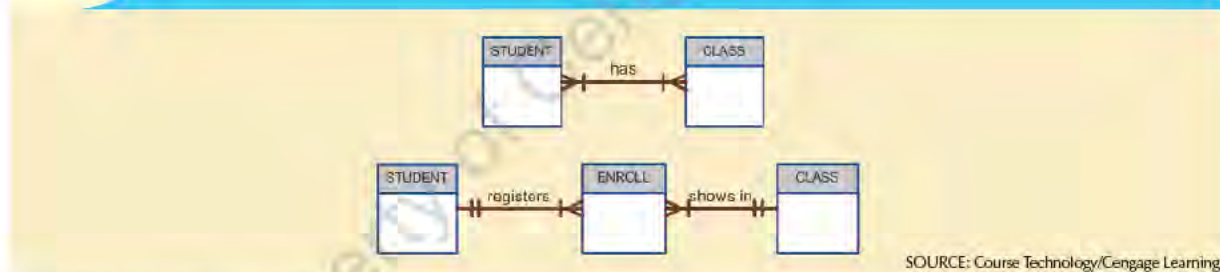 STUDENT CLASS
has
STUDENT ENROLL CLASS
registers shows in
SOURCE: Course Technology/Cengage Learning